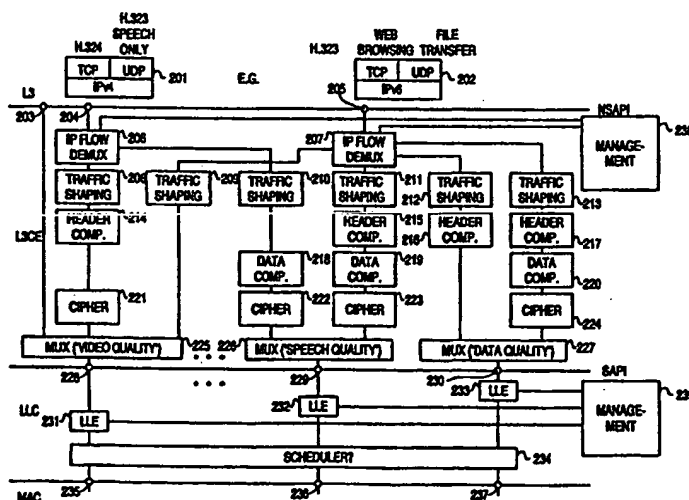 H.324
H.323
SPEECH
ONLY
TCP
UDP
IPv4
201
E.G.
H.323
WEB
BROWSING
FILE
TRANSFER
TCP
UDP
IPv6
202
L3
203
204
205
NSAPI
IP FLOW
DEMUX
206
207
IP FLOW
DEMUX
MANAGE-
MENT
TRAFFIC
SHAPING
208
TRAFFIC
SHAPING
209
TRAFFIC
SHAPING
210
TRAFFIC
SHAPING
211
212
TRAFFIC
SHAPING
TRAFFIC
SHAPING
213
L3CE
HEADER
COMP.
214
HEADER
COMP.
215
216
HEADER
COMP.
HEADER
COMP.
217
DATA
COMP.
218
DATA
COMP.
219
DATA
COMP.
220
CIPHER
221
CIPHER
222
CIPHER
223
CIPHER
224
MUX ("VIDEO QUALITY")
225
226
MUX ("SPEECH QUALITY")
MUX ("DATA QUALITY")
227
228
229
230
SAPI
LLC
231
LLE
232
LLE
233
LLE
MANAGE-
MENT
SCHEDULER?
234
MAC
235
236
237